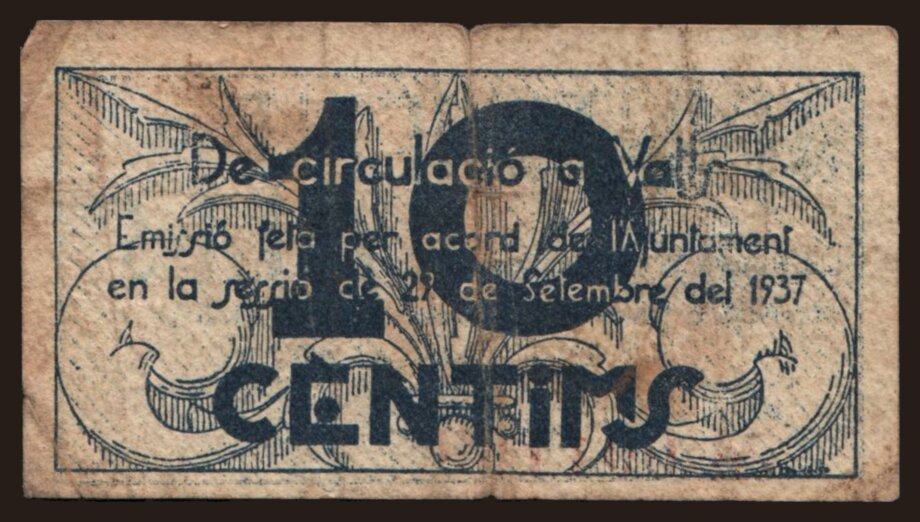 10
De circulació a Valls
Emissió feta per acord de l'Ajuntament
en la sessió de 29 de Setembre del 1937
CÈNTIMS